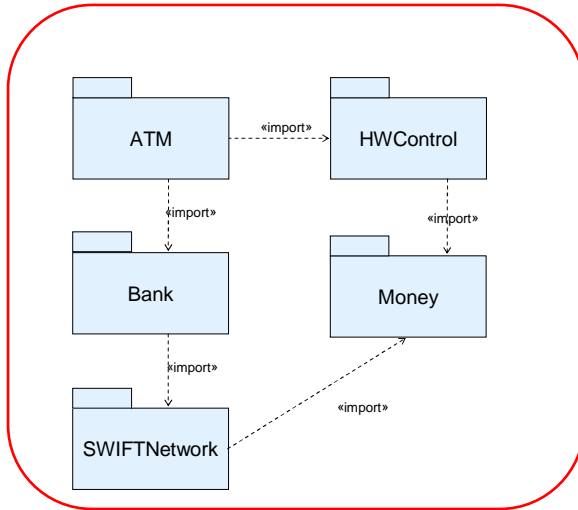 ATM
«import»
HWControl
«import»
«import»
Bank
Money
«import»
«import»
SWIFTNetwork